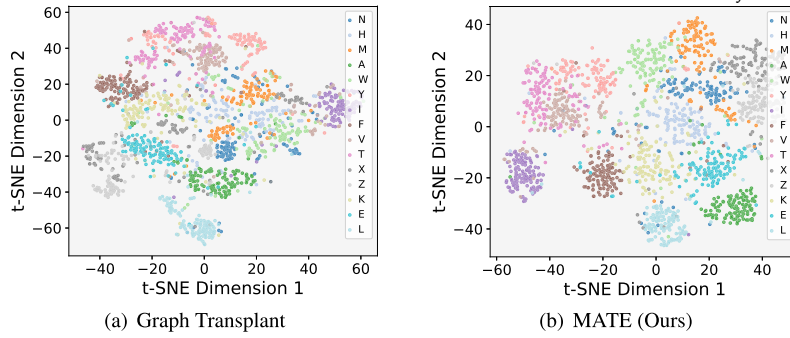 y
60
40
20
0
−20
−40
−60
t-SNE Dimension 2
−40
−20
0
20
40
60
t-SNE Dimension 1
N
H
M
A
W
Y
I
F
V
T
X
Z
K
E
L
(a) Graph Transplant
40
20
0
−20
−40
t-SNE Dimension 2
−60
−40
−20
0
20
40
t-SNE Dimension 1
N
H
M
A
W
Y
I
F
V
T
X
Z
K
E
L
(b) MATE (Ours)